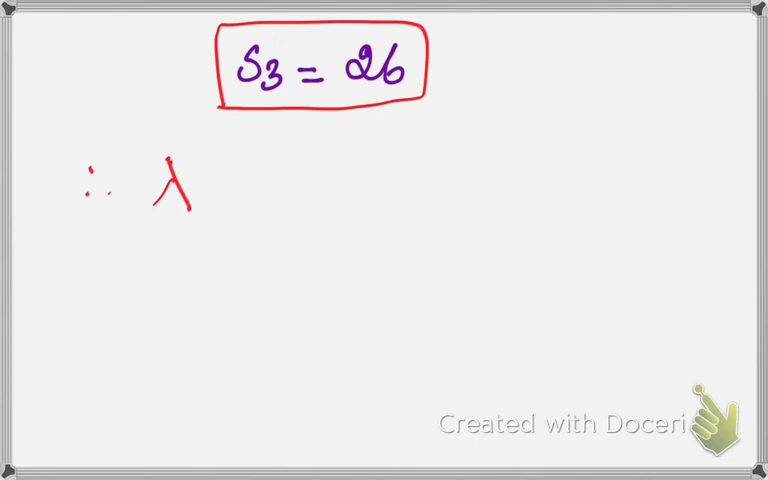 S3 = 26
∴ λ
Created with Doceri